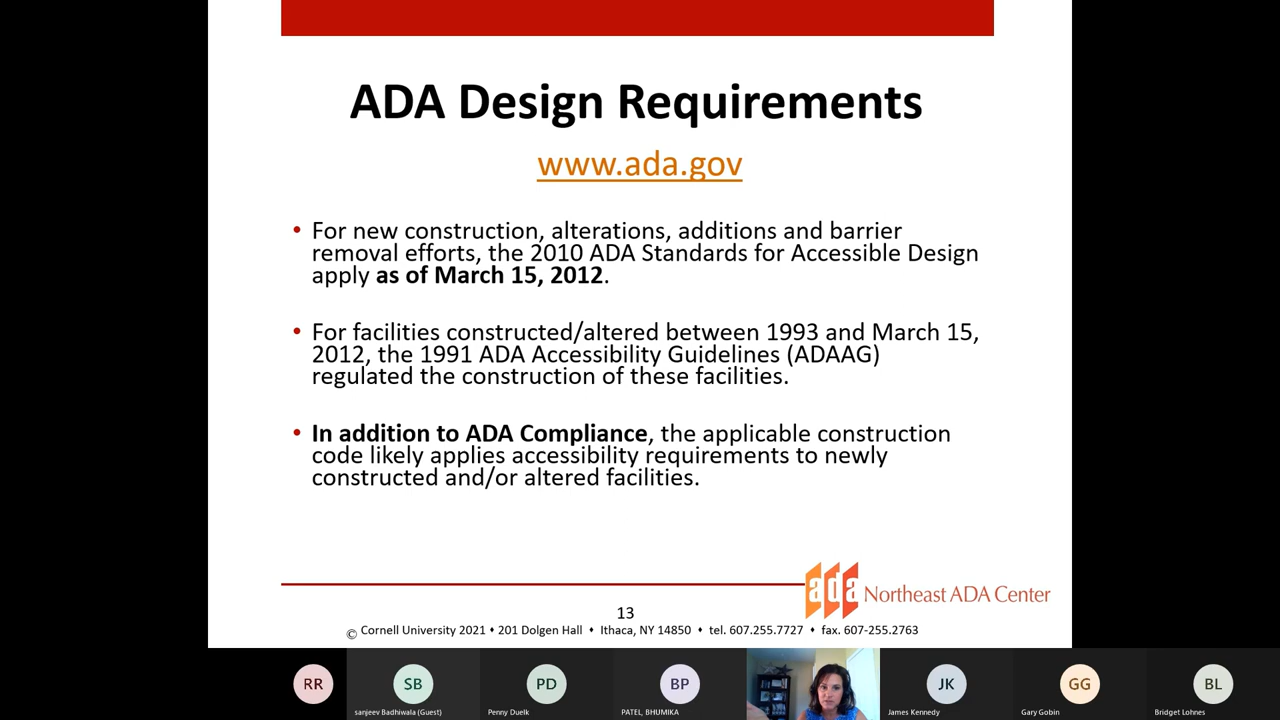 ADA Design Requirements
www.ada.gov
• For new construction, alterations, additions and barrier
removal efforts, the 2010 ADA Standards for Accessible Design
apply as of March 15, 2012.
• For facilities constructed/altered between 1993 and March 15,
2012, the 1991 ADA Accessibility Guidelines (ADAAG)
regulated the construction of these facilities.
• In addition to ADA Compliance, the applicable construction
code likely applies accessibility requirements to newly
constructed and/or altered facilities.
ada Northeast ADA Center
13
© Cornell University 2021 • 201 Dolgen Hall • Ithaca, NY 14850 • tel. 607.255.7727 • fax. 607-255.2763
RR SB PD BP JK GG BL
sanjeev Badhiwala (Guest) Penny Duelk PATEL, BHUMIKA James Kennedy Gary Gobin Bridget Lohnes